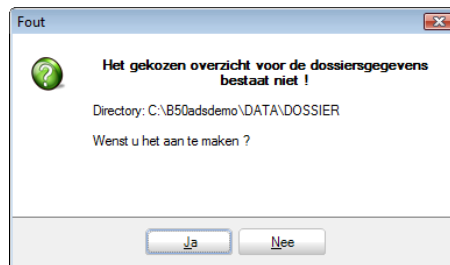 Fout
Het gekozen overzicht voor de dossiersgegevens
bestaat niet !
Directory: C:\B50adsdemo\DATA\DOSSIER
Wenst u het aan te maken ?
Ja
Nee